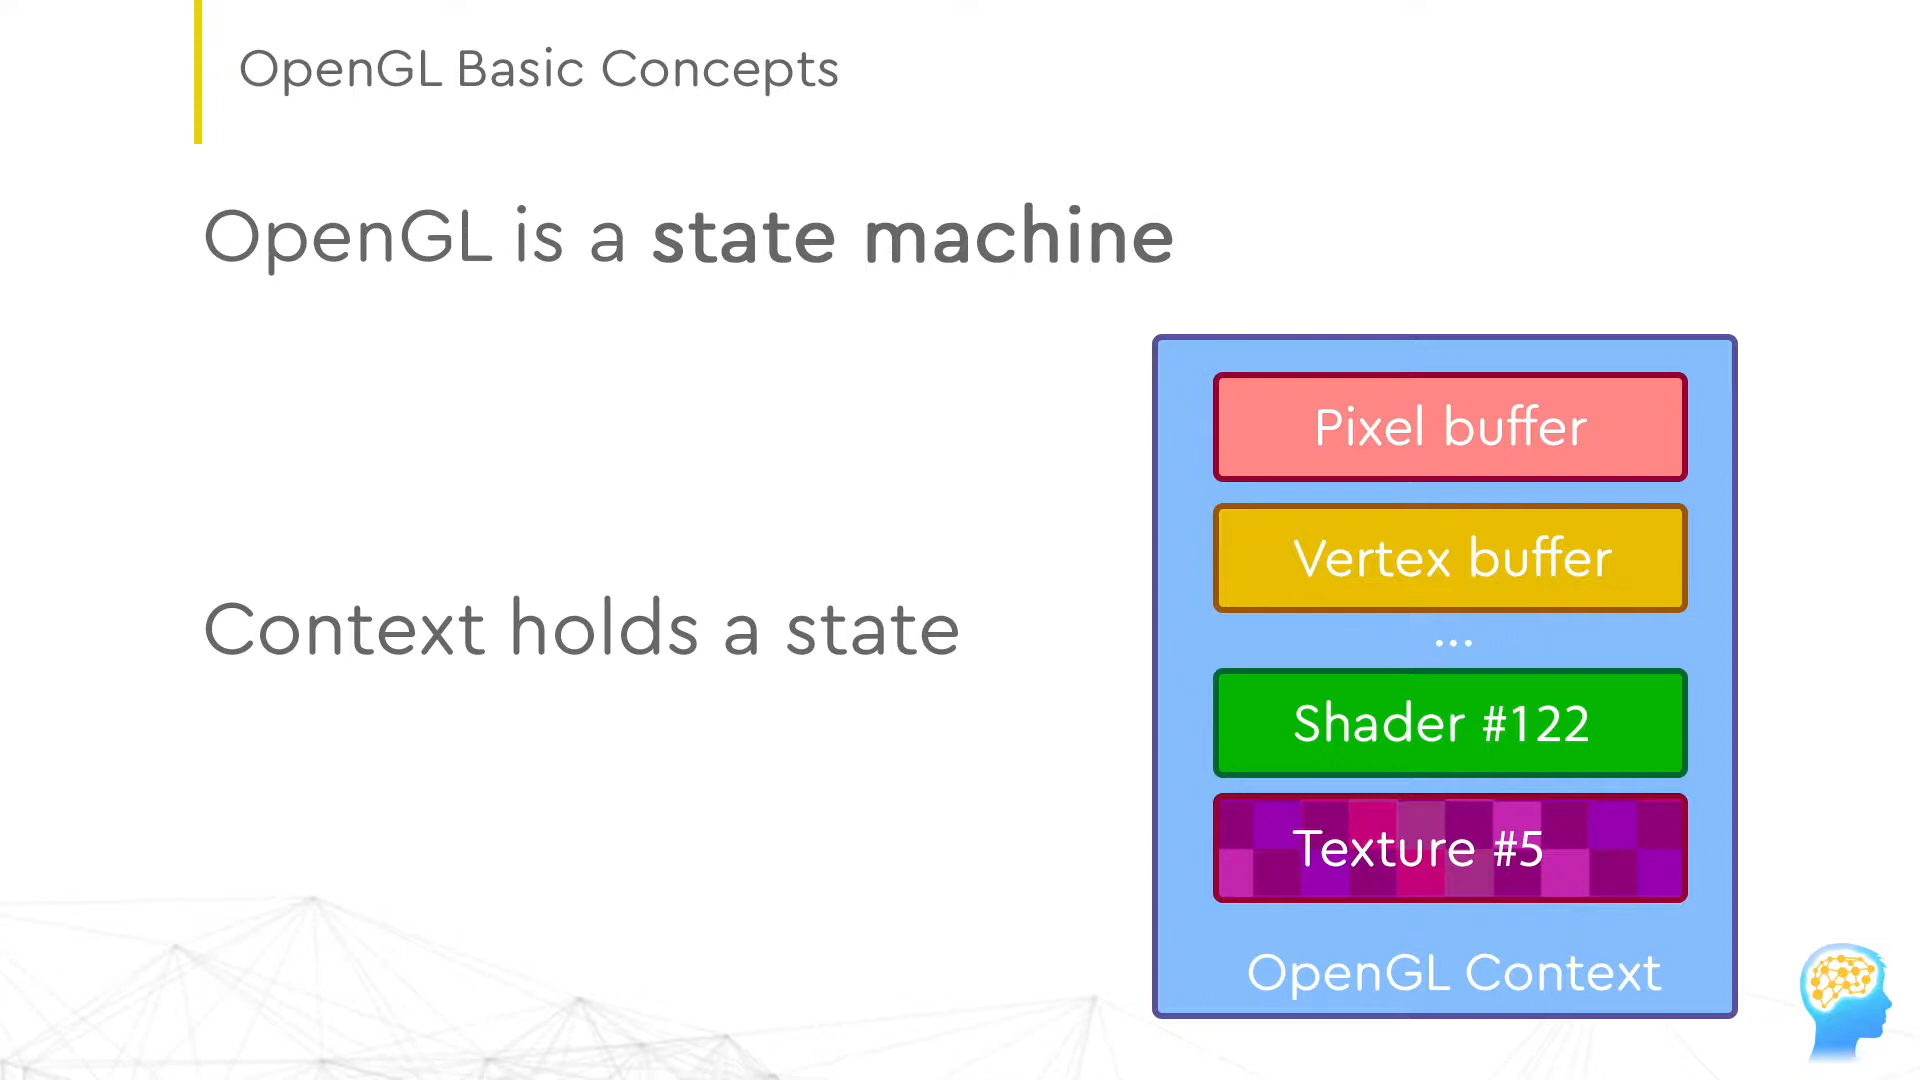 OpenGL Basic Concepts
OpenGL is a state machine
Context holds a state
Pixel buffer
Vertex buffer
...
Shader #122
Texture #5
OpenGL Context